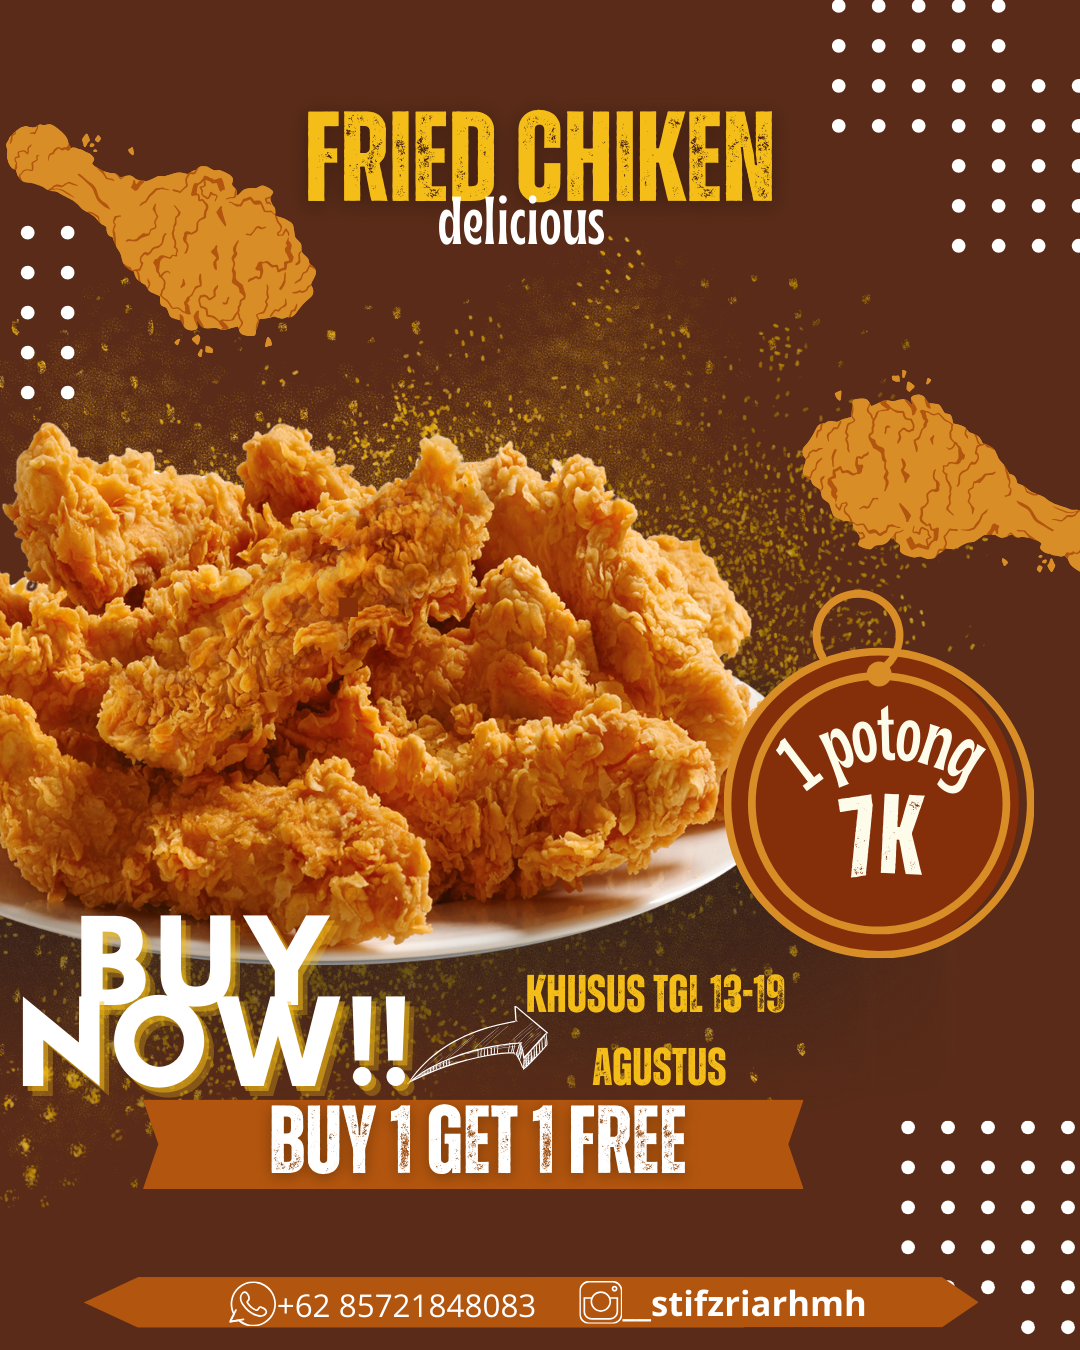 FRIED CHIKEN
delicious
1 potong
7K
BUY
NOW!!
KHUSUS TGL 13-19
AGUSTUS
BUY 1 GET 1 FREE
+62 85721848083
__stifzriarhmh